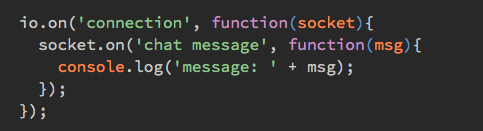 io.on('connection', function(socket){
  socket.on('chat message', function(msg){
    console.log('message: ' + msg);
  });
});